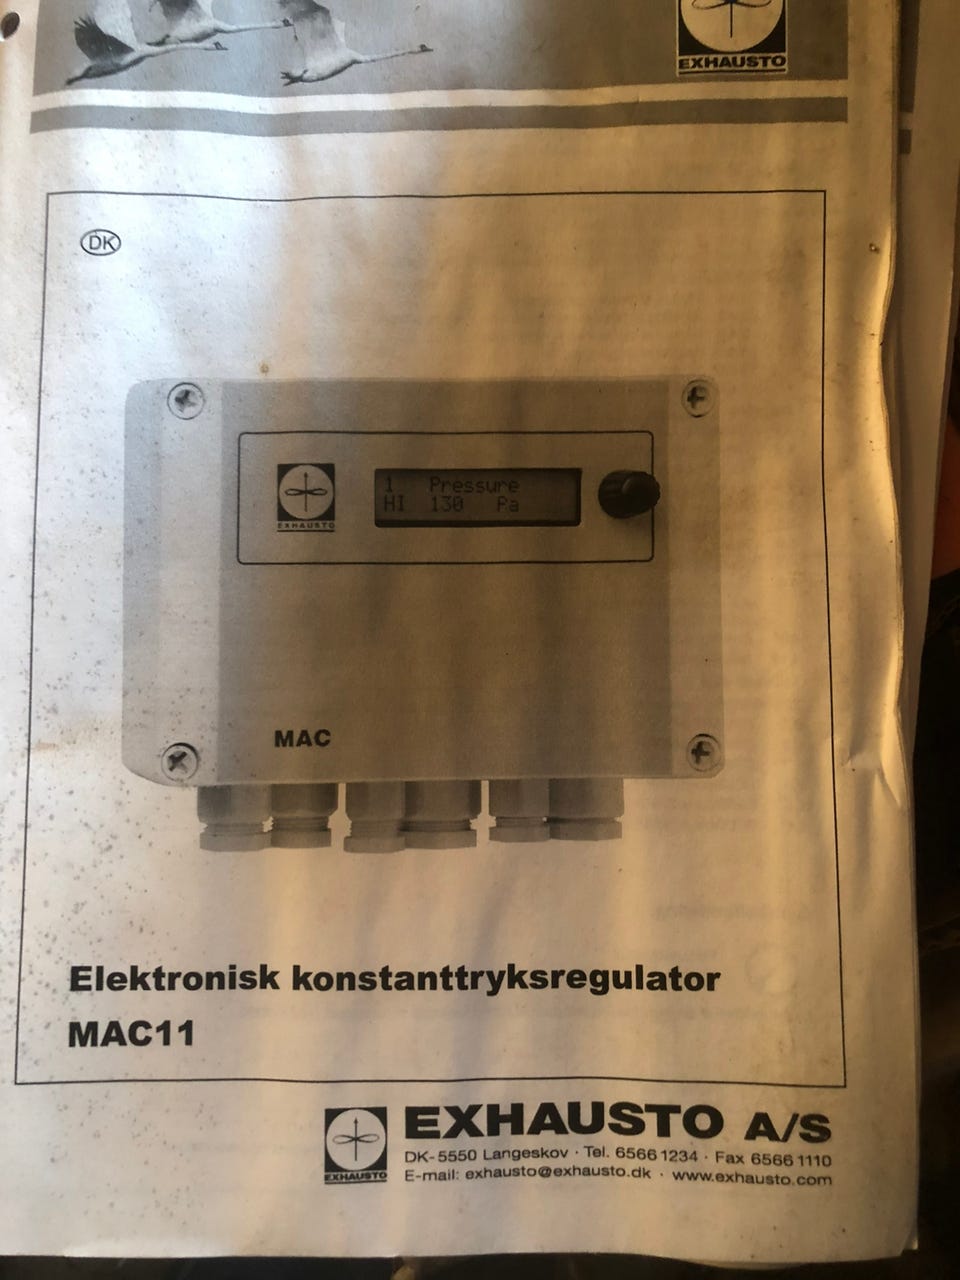 EXHAUSTO
DK
1 Pressure
HI 130 Pa
EXHAUSTO
MAC
Elektronisk konstanttryksregulator
MAC11
EXHAUSTO
EXHAUSTO A/S
DK-5550 Langeskov · Tel. 6566 1234 · Fax 6566 1110
E-mail: exhausto@exhausto.dk · www.exhausto.com